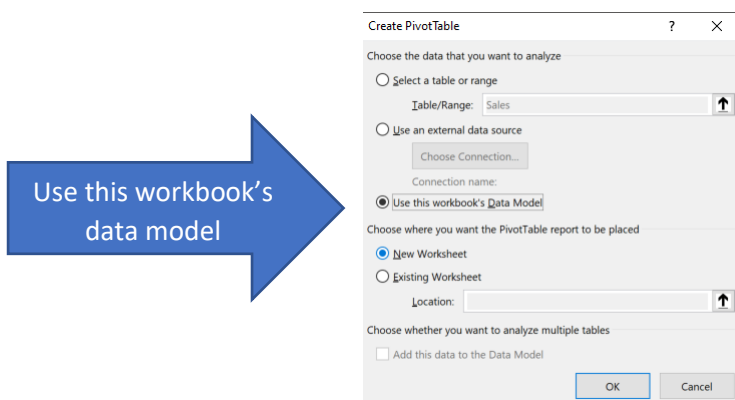 Use this workbook’s
data model
Create PivotTable ?
Choose the data that you want to analyze
Select a table or range
Table/Range: Sales
Use an external data source
Choose Connection...
Connection name:
Use this workbook's Data Model
Choose where you want the PivotTable report to be placed
New Worksheet
Existing Worksheet
Location:
Choose whether you want to analyze multiple tables
Add this data to the Data Model
OK Cancel